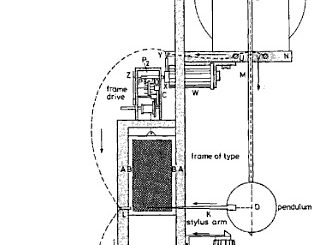 Y
N
P₂
Z
M
X
C
W
frame
drive
frame of type
A B
B A
D
pendulum
L
K
stylus arm